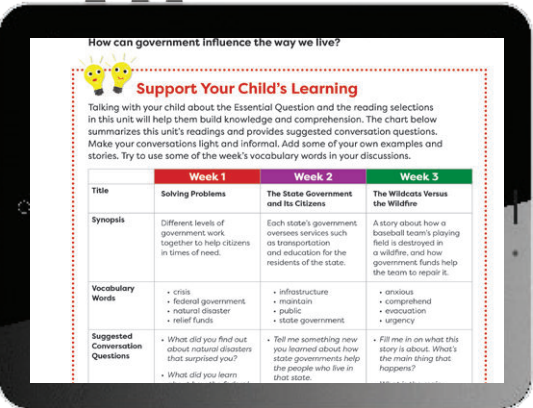 How can government influence the way we live?
Support Your Child's Learning
Talking with your child about the Essential Question and the reading selections
in this unit will help them build knowledge and comprehension. The chart below
summarizes this unit's readings and provides suggested conversation questions.
Make your conversations light and informal. Add some of your own examples and
stories. Try to use some of the week's vocabulary words in your discussions.
Week 1 Week 2 Week 3
Title
Solving Problems
The State Government
and Its Citizens
The Wildcats Versus
the Wildfire
Synopsis
Different levels of
government work
together to help citizens
in times of need.
Each state's government
oversees services such
as transportation
and education for the
residents of the state.
A story about how a
baseball team's playing
field is destroyed in
a wildfire, and how
government funds help
the team to repair it.
Vocabulary
Words
• crisis
• federal government
• natural disaster
• relief funds
• infrastructure
• maintain
• public
• state government
• anxious
• comprehend
• evacuation
• urgency
Suggested
Conversation
Questions
• What did you find out
about natural disasters
that surprised you?
• What did you learn
• Tell me something new
you learned about how
state governments help
the people who live in
that state.
• Fill me in on what this
story is about. What's
the main thing that
happens?